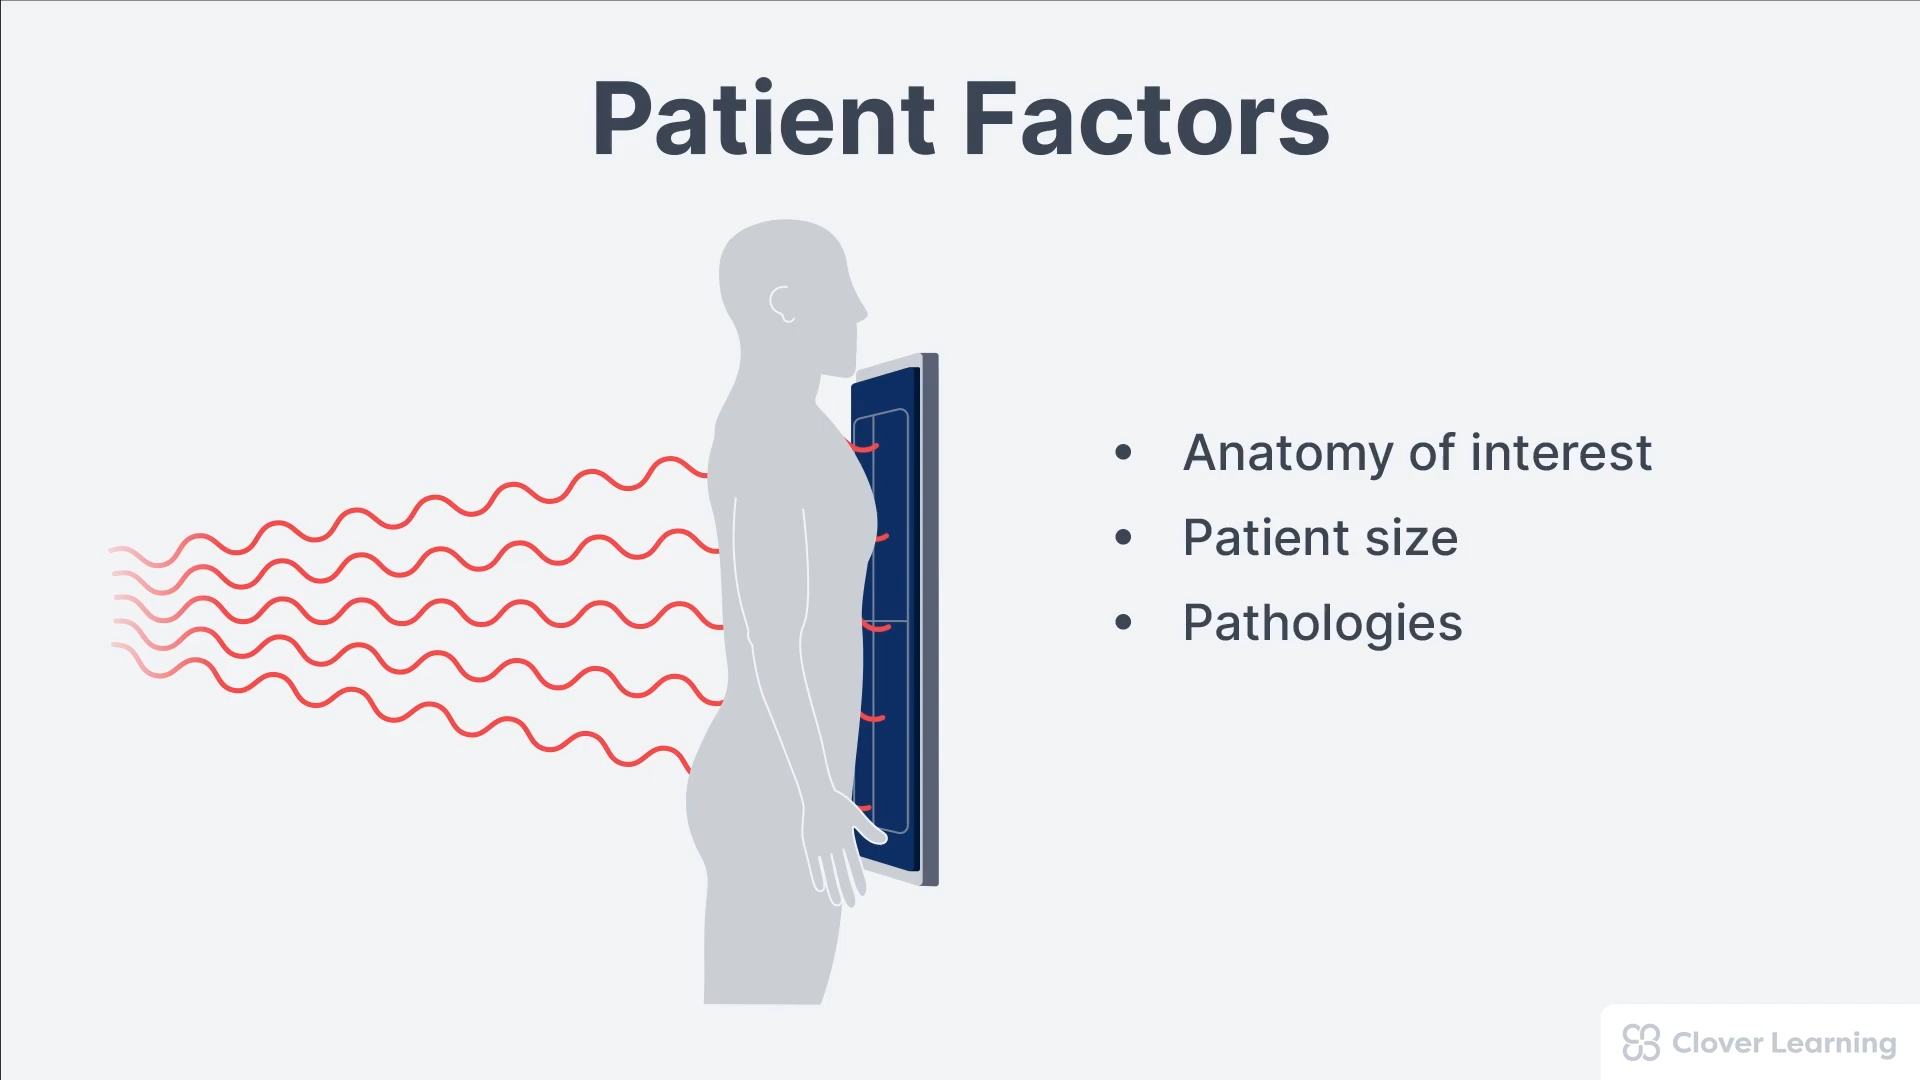 Patient Factors
• Anatomy of interest
• Patient size
• Pathologies
Clover Learning